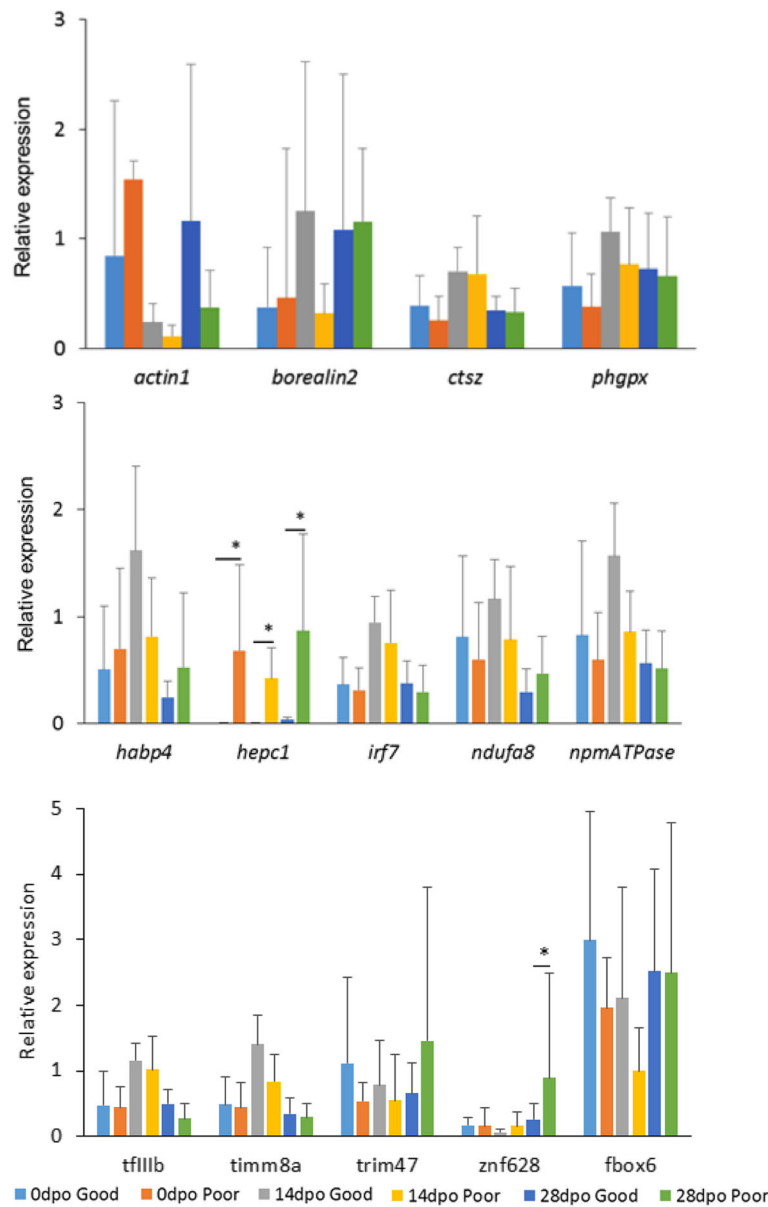 3
2
1
0
Relative expression
actin1 borealin2 ctsz phgpx
3
2
1
0
Relative expression
* * *
habp4 hepc1 irf7 ndufa8 npmATPase
5
4
3
2
1
0
Relative expression
*
tfIIIb timm8a trim47 znf628 fbox6
0dpo Good 0dpo Poor 14dpo Good 14dpo Poor 28dpo Good 28dpo Poor